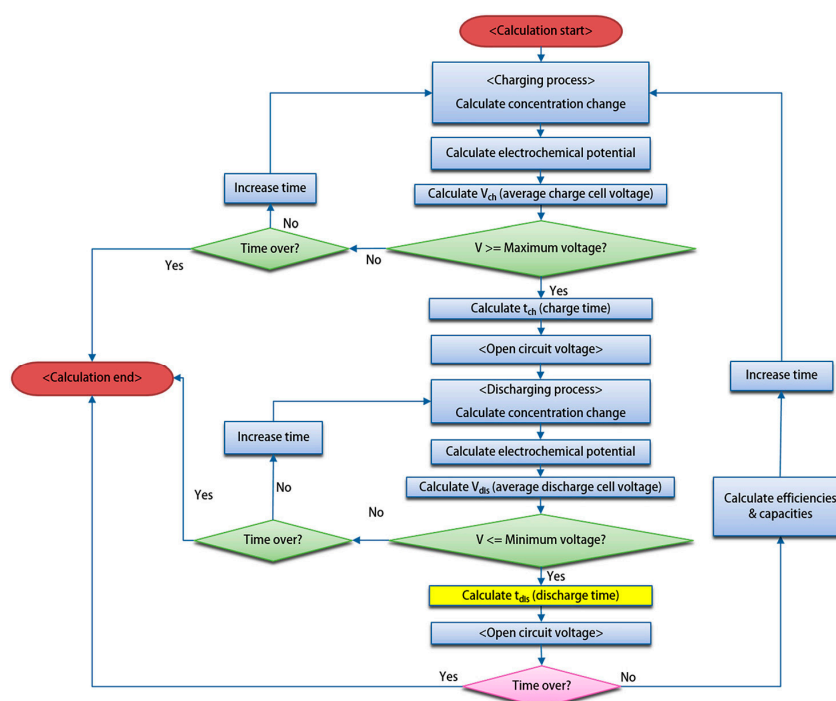 <Calculation start>
<Charging process>
Calculate concentration change
Calculate electrochemical potential
Increase time
Calculate Vch (average charge cell voltage)
No
Time over?
V >= Maximum voltage?
Yes
No
Yes
Calculate tch (charge time)
<Open circuit voltage>
<Calculation end>
<Discharging process>
Calculate concentration change
Increase time
Increase time
Calculate electrochemical potential
Calculate Vdis (average discharge cell voltage)
No
Yes
Calculate efficiencies
& capacities
No
Time over?
V <= Minimum voltage?
Yes
Calculate tdis (discharge time)
<Open circuit voltage>
Yes
Time over?
No